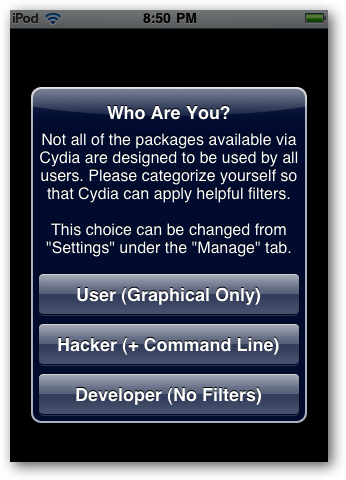 iPod 8:50 PM
Who Are You?
Not all of the packages available via
Cydia are designed to be used by all
users. Please categorize yourself so
that Cydia can apply helpful filters.
This choice can be changed from
"Settings" under the "Manage" tab.
User (Graphical Only)
Hacker (+ Command Line)
Developer (No Filters)